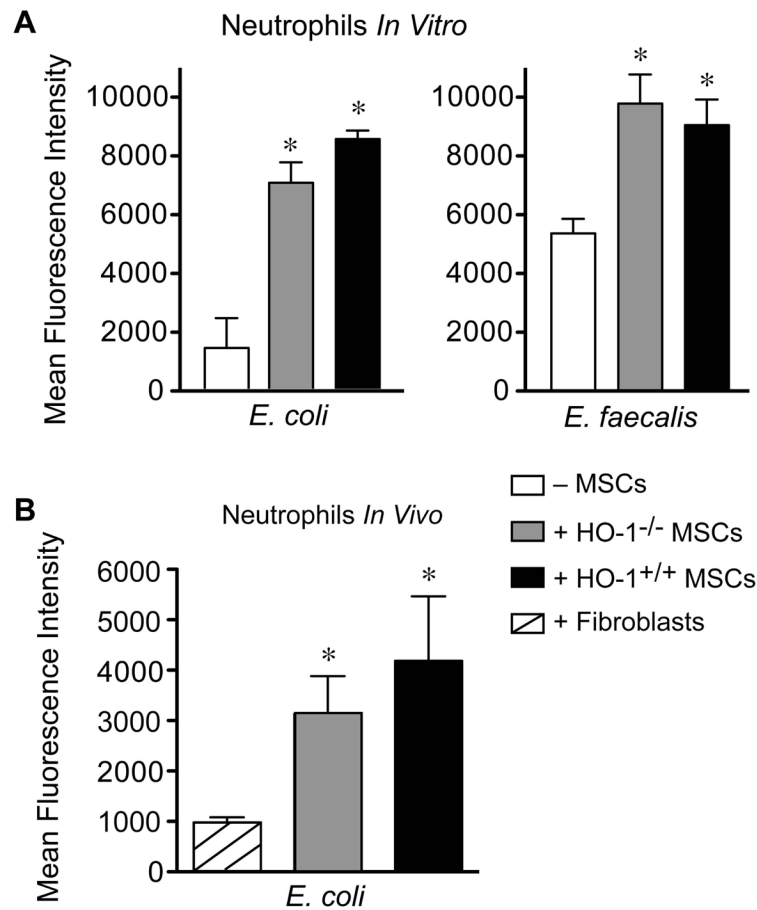 A
Neutrophils In Vitro
Mean Fluorescence Intensity
10000
8000
6000
4000
2000
0
*
*
E. coli
10000
8000
6000
4000
2000
0
*
*
E. faecalis
– MSCs
+ HO-1-/- MSCs
+ HO-1+/+ MSCs
+ Fibroblasts
B
Neutrophils In Vivo
Mean Fluorescence Intensity
6000
5000
4000
3000
2000
1000
0
*
*
E. coli